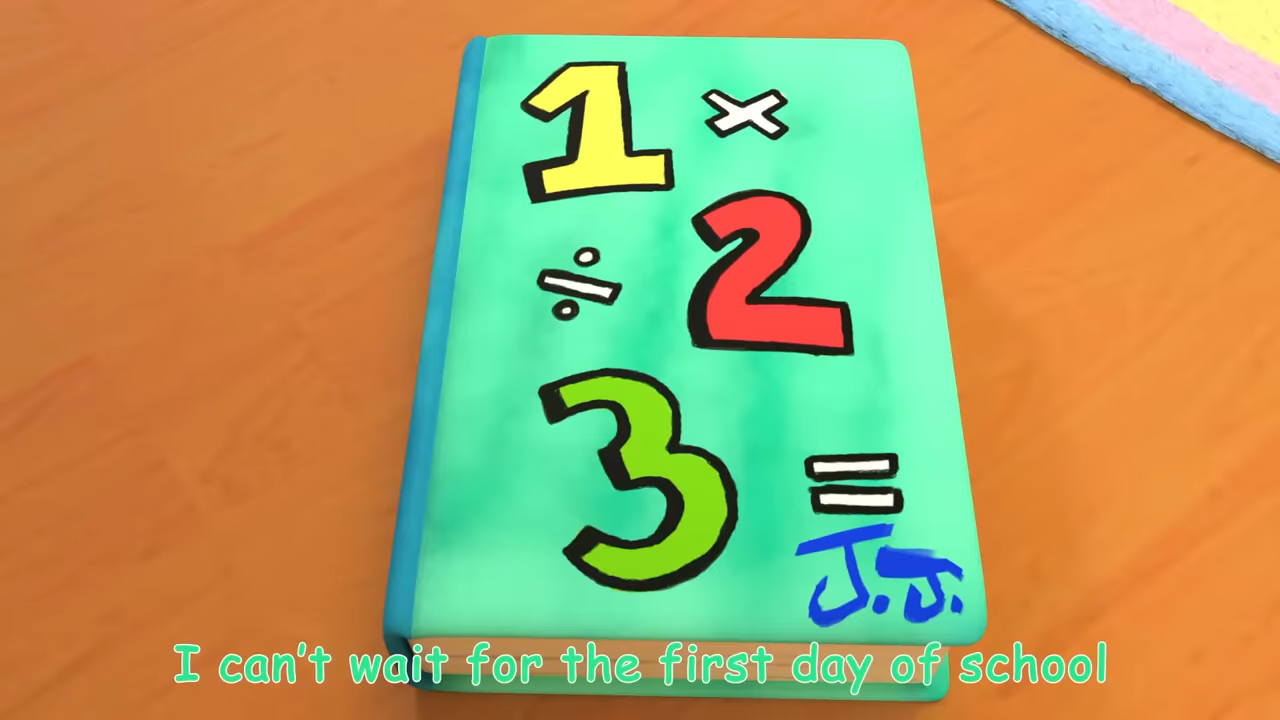 1 ×
÷ 2
3 =
J.J.
I can't wait for the first day of school